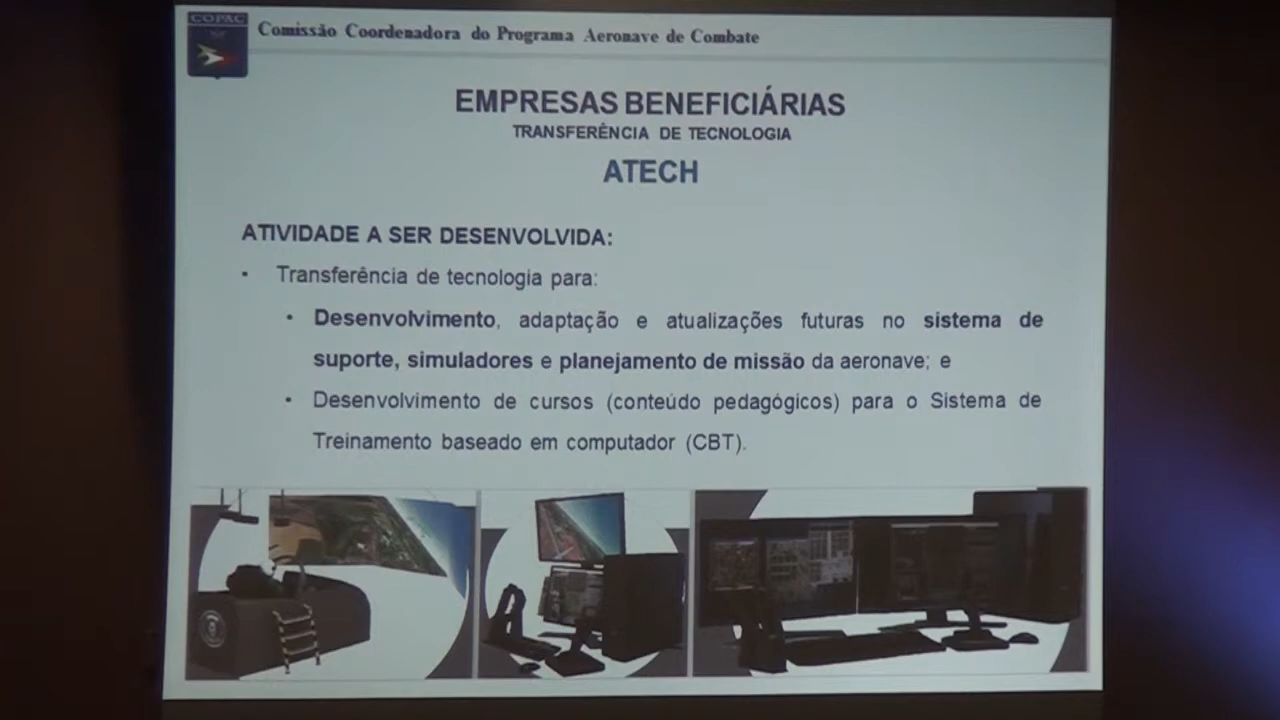 COPAC
Comissão Coordenadora do Programa Aeronave de Combate
EMPRESAS BENEFICIÁRIAS
TRANSFERÊNCIA DE TECNOLOGIA
ATECH
ATIVIDADE A SER DESENVOLVIDA:
• Transferência de tecnologia para:
• Desenvolvimento, adaptação e atualizações futuras no sistema de
suporte, simuladores e planejamento de missão da aeronave; e
• Desenvolvimento de cursos (conteúdo pedagógicos) para o Sistema de
Treinamento baseado em computador (CBT).